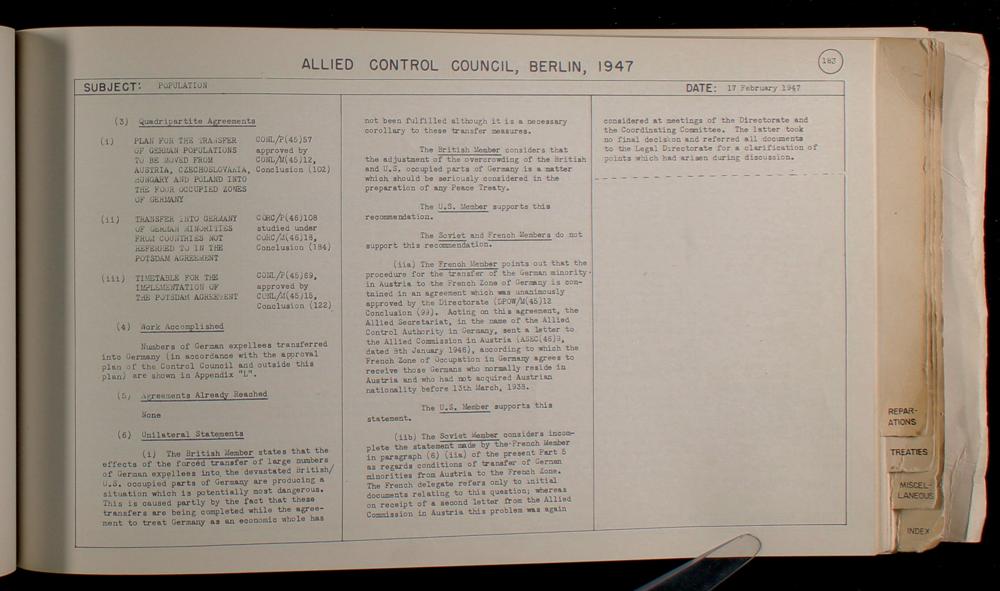 ALLIED CONTROL COUNCIL, BERLIN, 1947
183
SUBJECT: POPULATION
DATE: 17 February 1947
(3) Quadripartite Agreements
(i) PLAN FOR THE TRANSFER CONL/P(45)57
OF GERMAN POPULATIONS approved by
TO BE MOVED FROM CONL/M(45)12,
AUSTRIA, CZECHOSLOVAKIA, Conclusion (102)
HUNGARY AND POLAND INTO
THE FOUR OCCUPIED ZONES
OF GERMANY
(ii) TRANSFER INTO GERMANY CORC/P(46)108
OF GERMAN MINORITIES studied under
FROM COUNTRIES NOT CORC/M(46)18,
REFERRED TO IN THE Conclusion (184)
POTSDAM AGREEMENT
(iii) TIMETABLE FOR THE CONL/P(45)69,
IMPLEMENTATION OF approved by
THE POTSDAM AGREEMENT CONL/M(45)15,
Conclusion (122)
(4) Work Accomplished
Numbers of German expellees transferred
into Germany (in accordance with the approval
plan of the Control Council and outside this
plan) are shown in Appendix "L".
(5) Agreements Already Reached
None
(6) Unilateral Statements
(i) The British Member states that the
effects of the forced transfer of large numbers
of German expellees into the devastated British/
U.S. occupied parts of Germany are producing a
situation which is potentially most dangerous.
This is caused partly by the fact that these
transfers are being completed while the agree-
ment to treat Germany as an economic whole has
not been fulfilled although it is a necessary
corollary to these transfer measures.
The British Member considers that
the adjustment of the overcrowding of the British
and U.S. occupied parts of Germany is a matter
which should be seriously considered in the
preparation of any Peace Treaty.
The U.S. Member supports this
recommendation.
The Soviet and French Members do not
support this recommendation.
(iia) The French Member points out that the
procedure for the transfer of the German minority
in Austria to the French Zone of Germany is con-
tained in an agreement which was unanimously
approved by the Directorate (DPOW/M(45)12
Conclusion (99). Acting on this agreement, the
Allied Secretariat, in the name of the Allied
Control Authority in Germany, sent a letter to
the Allied Commission in Austria (ASEC(46)9,
dated 8th January 1946), according to which the
French Zone of Occupation in Germany agrees to
receive those Germans who normally reside in
Austria and who had not acquired Austrian
nationality before 13th March, 1938.
The U.S. Member supports this
statement.
(iib) The Soviet Member considers incom-
plete the statement made by the French Member
in paragraph (6) (iia) of the present Part 5
as regards conditions of transfer of German
minorities from Austria to the French Zone.
The French delegate refers only to initial
documents relating to this question; whereas
on receipt of a second letter from the Allied
Commission in Austria this problem was again
considered at meetings of the Directorate and
the Coordinating Committee. The latter took
no final decision and referred all documents
to the Legal Directorate for a clarification of
points which had arisen during discussion.
REPAR-
ATIONS
TREATIES
MISCEL-
LANEOUS
INDEX